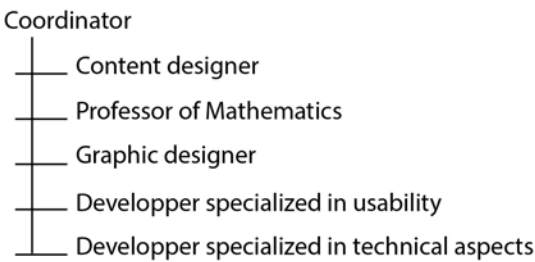 Coordinator
Content designer
Professor of Mathematics
Graphic designer
Developper specialized in usability
Developper specialized in technical aspects